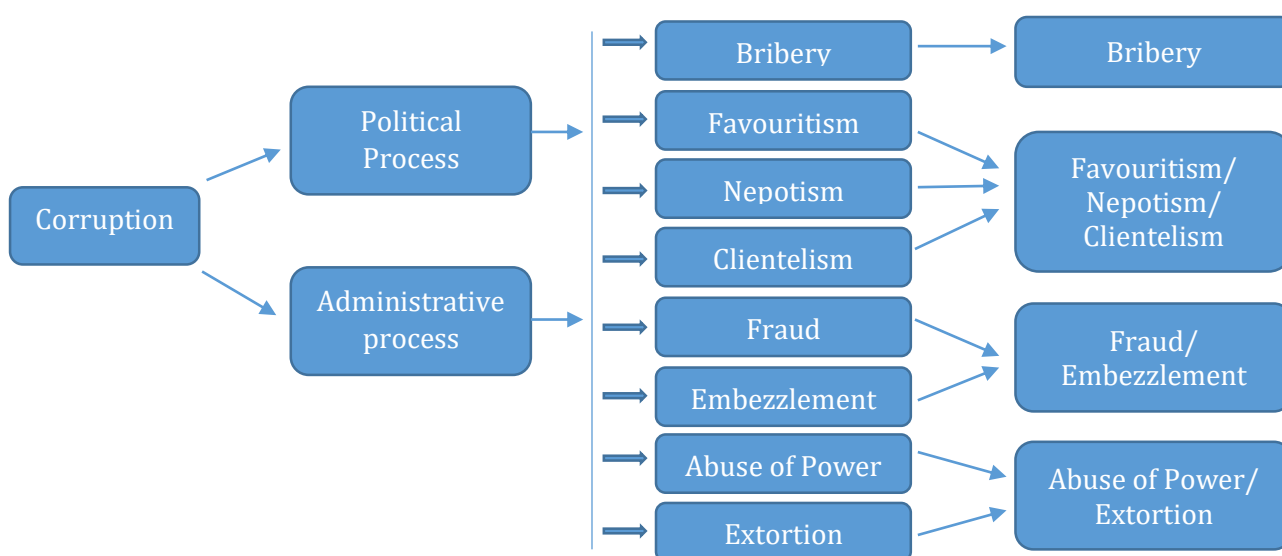 Corruption
Political
Process
Administrative
process
Bribery
Favouritism
Nepotism
Clientelism
Fraud
Embezzlement
Abuse of Power
Extortion
Bribery
Favouritism/
Nepotism/
Clientelism
Fraud/
Embezzlement
Abuse of Power/
Extortion